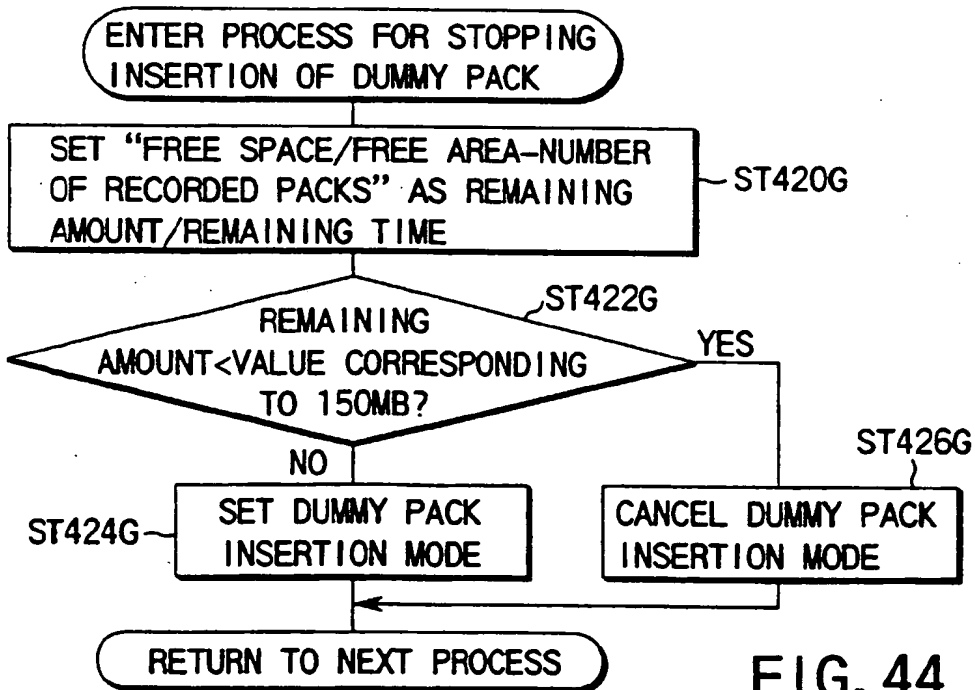 ENTER PROCESS FOR STOPPING
INSERTION OF DUMMY PACK
SET “FREE SPACE/FREE AREA-NUMBER
OF RECORDED PACKS” AS REMAINING
AMOUNT/REMAINING TIME
ST420G
ST422G
REMAINING
AMOUNT<VALUE CORRESPONDING
TO 150MB?
YES
NO
ST426G
ST424G
SET DUMMY PACK
INSERTION MODE
CANCEL DUMMY PACK
INSERTION MODE
RETURN TO NEXT PROCESS
FIG. 44